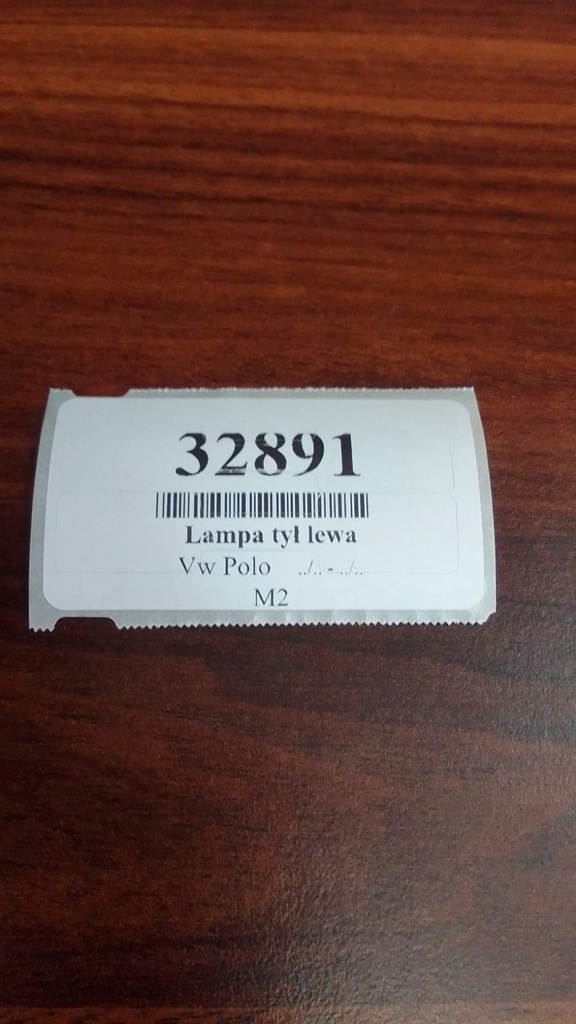 32891
Lampa tył lewa
Vw Polo ../.. - ../..
M2